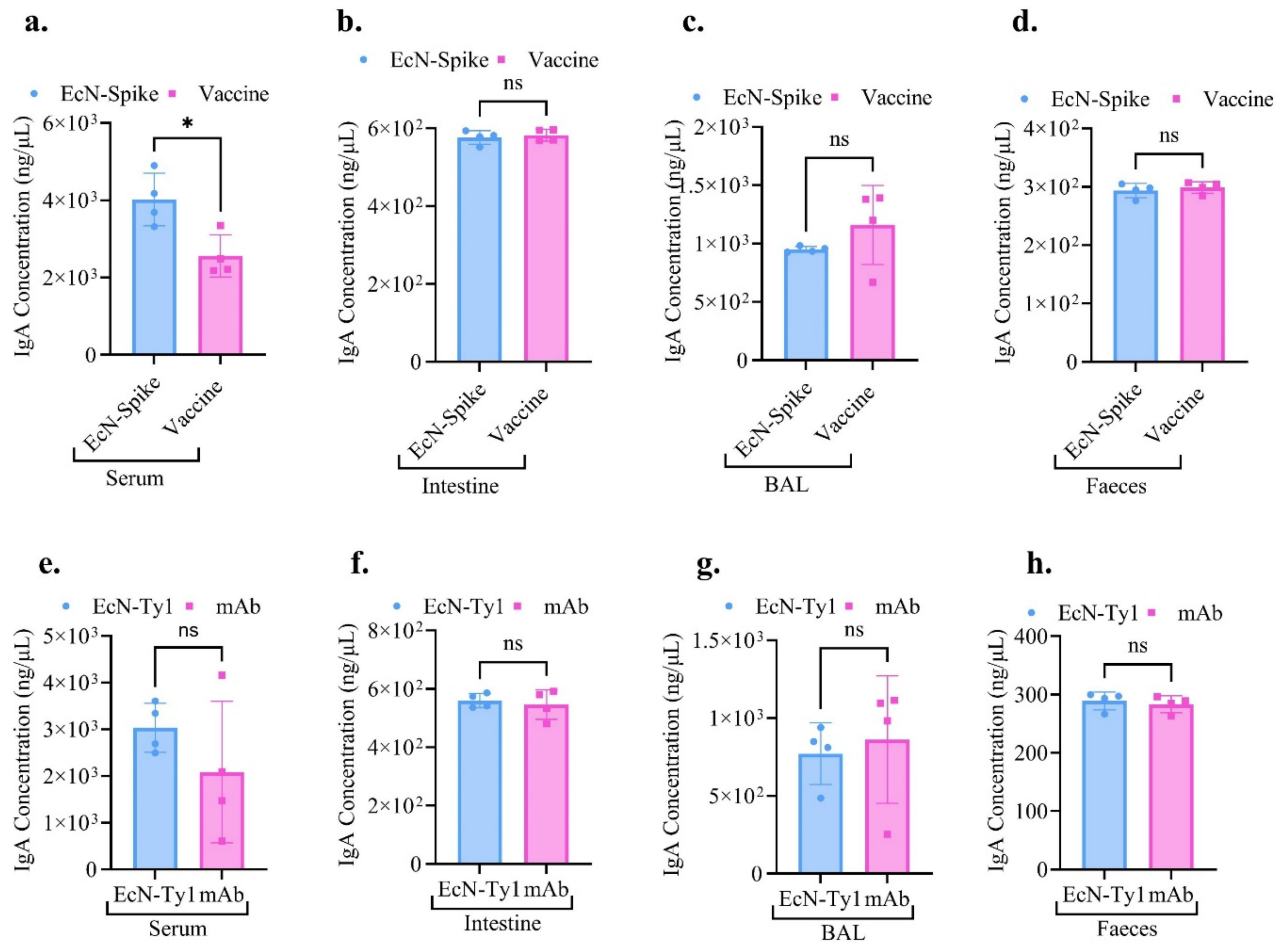 a.
EcN-Spike Vaccine
IgA Concentration (ng/µL)
6×10³
4×10³
2×10³
0
*
EcN-Spike
Vaccine
Serum
b.
EcN-Spike Vaccine
IgA Concentration (ng/µL)
6×10²
4×10²
2×10²
0
ns
EcN-Spike
Vaccine
Intestine
c.
EcN-Spike Vaccine
IgA Concentration (ng/µL)
2×10³
1.5×10³
1×10³
5×10²
0
ns
EcN-Spike
Vaccine
BAL
d.
EcN-Spike Vaccine
IgA Concentration (ng/µL)
4×10²
3×10²
2×10²
1×10²
0
ns
EcN-Spike
Vaccine
Faeces
e.
EcN-Ty1 mAb
IgA Concentration (ng/µL)
5×10³
4×10³
3×10³
2×10³
1×10³
0
ns
EcN-Ty1 mAb
Serum
f.
EcN-Ty1 mAb
IgA Concentration (ng/µL)
8×10²
6×10²
4×10²
2×10²
0
ns
EcN-Ty1 mAb
Intestine
g.
EcN-Ty1 mAb
IgA Concentration (ng/µL)
1.5×10³
1×10³
5×10²
0
ns
EcN-Ty1 mAb
BAL
h.
EcN-Ty1 mAb
IgA Concentration (ng/µL)
400
300
200
100
0
ns
EcN-Ty1 mAb
Faeces